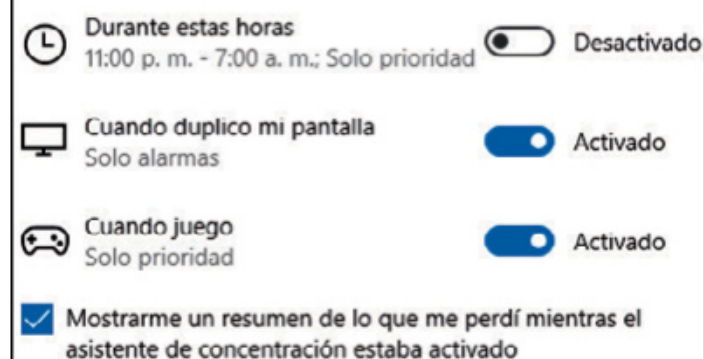 Durante estas horas
11:00 p. m. - 7:00 a. m.; Solo prioridad
Desactivado
Cuando duplico mi pantalla
Solo alarmas
Activado
Cuando juego
Solo prioridad
Activado
Mostrarme un resumen de lo que me perdí mientras el
asistente de concentración estaba activado